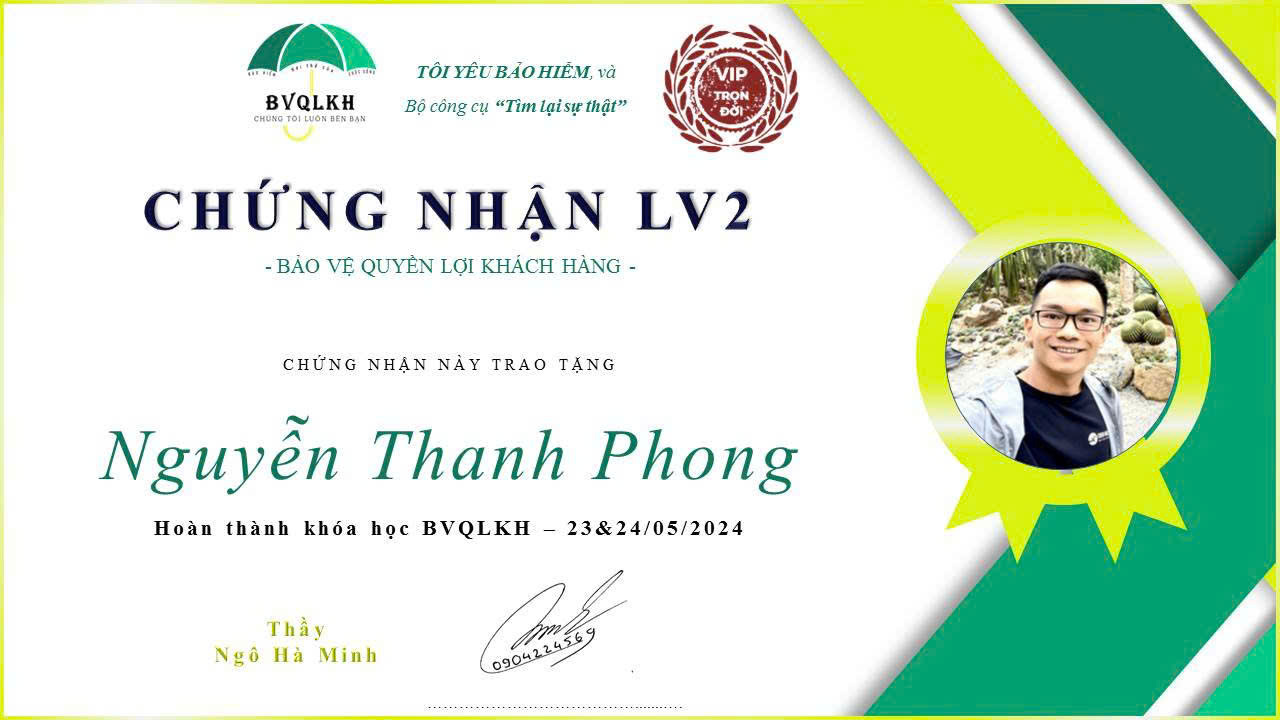 BVQLKH
CHÚNG TÔI LUÔN BÊN BẠN
TÔI YÊU BẢO HIỂM, và
Bộ công cụ “Tìm lại sự thật”
VIP
TRỌN
ĐỜI
CHỨNG NHẬN LV2
- BẢO VỆ QUYỀN LỢI KHÁCH HÀNG -
CHỨNG NHẬN NÀY TRAO TẶNG
Nguyễn Thanh Phong
Hoàn thành khóa học BVQLKH – 23&24/05/2024
Thầy
Ngô Hà Minh
0904224569